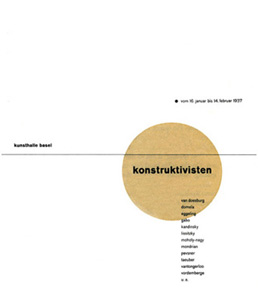 vom 16. januar bis 14. februar 1937
kunsthalle basel
konstruktivisten
van doesburg
domela
eggeling
gabo
kandinsky
lissitzky
moholy-nagy
mondrian
pevsner
taeuber
vantongerloo
vordemberge
u. a.